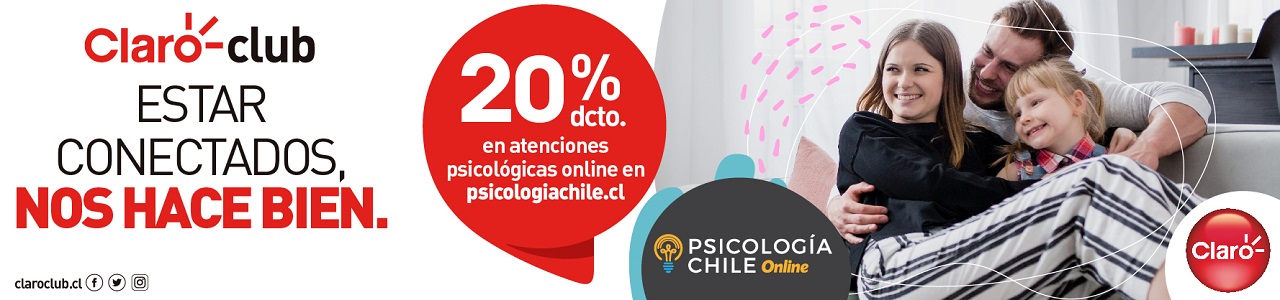 Claro-club
ESTAR
CONECTADOS,
NOS HACE BIEN.
claroclub.cl
20%
dcto.
en atenciones
psicológicas online en
psicologiachile.cl
PSICOLOGÍA
CHILE Online
Claro-